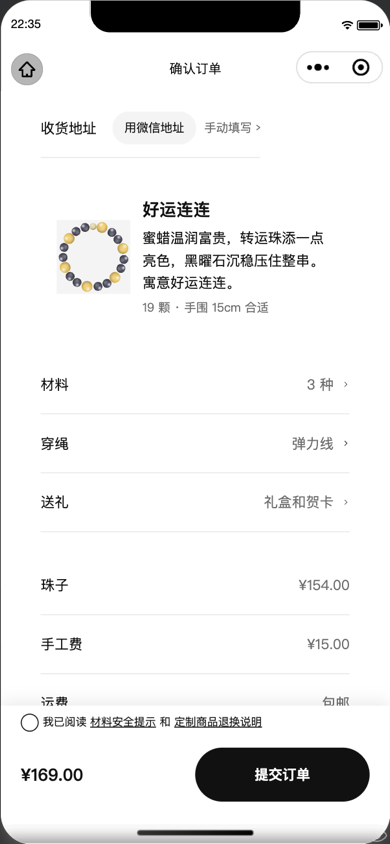 22:35
确认订单
收货地址 用微信地址 手动填写 >
好运连连
蜜蜡温润富贵，转运珠添一点
亮色，黑曜石沉稳压住整串。
寓意好运连连。
19 颗 · 手围 15cm 合适
材料 3 种 >
穿绳 弹力线 >
送礼 礼盒和贺卡 >
珠子 ¥154.00
手工费 ¥15.00
运费 包邮
我已阅读 材料安全提示 和 定制商品退换说明
¥169.00 提交订单